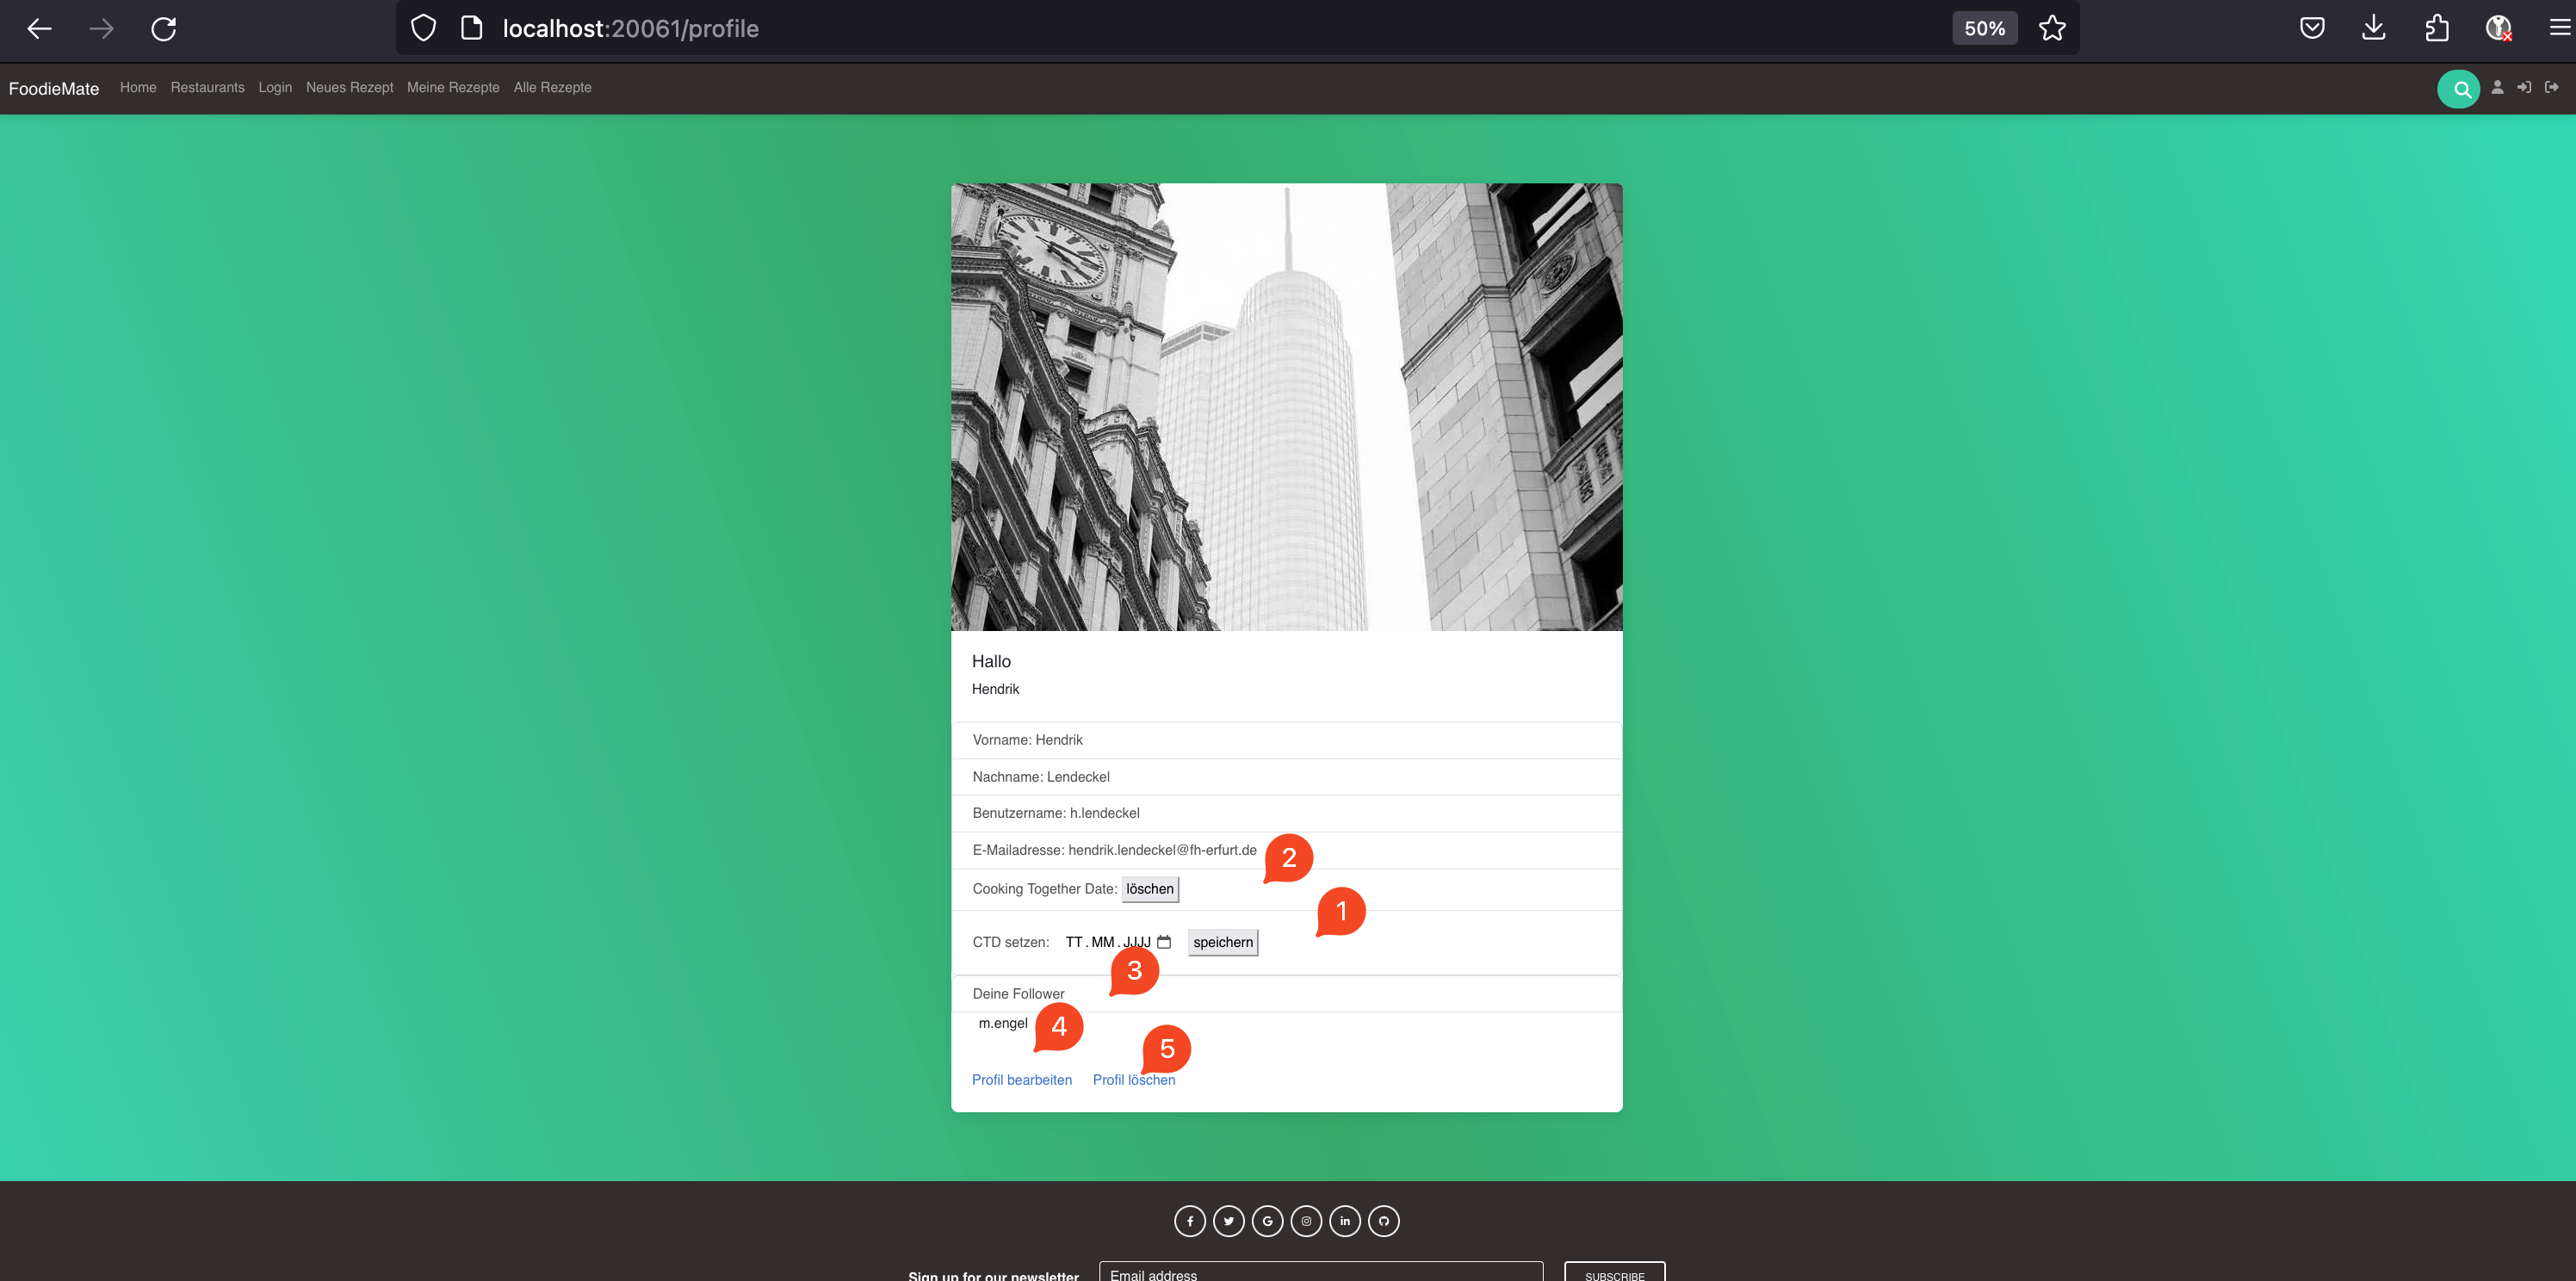 localhost:20061/profile
50%
FoodieMate Home Restaurants Login Neues Rezept Meine Rezepte Alle Rezepte
Hallo
Hendrik
Vorname: Hendrik
Nachname: Lendeckel
Benutzername: h.lendeckel
E-Mailadresse: hendrik.lendeckel@fh-erfurt.de
2
Cooking Together Date: löschen
1
CTD setzen: TT.MM.JJJJ speichern
3
Deine Follower
m.engel
4
5
Profil bearbeiten Profil löschen
Sign up for our newsletter Email address SUBSCRIBE